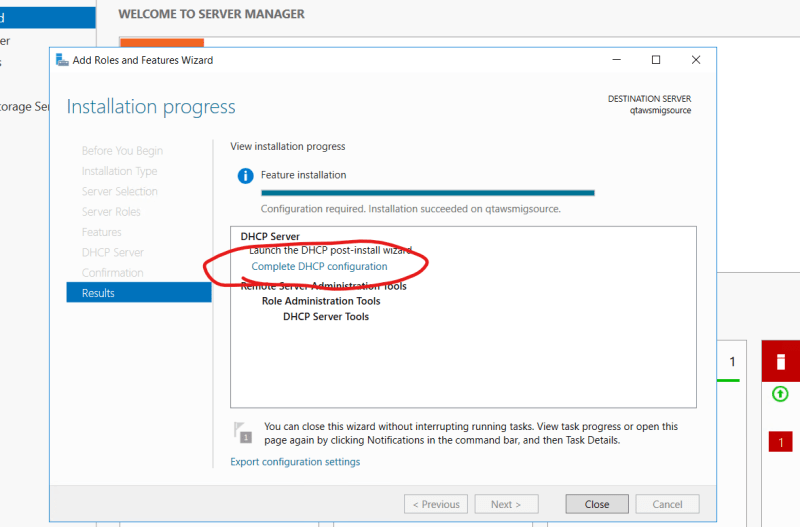 d
WELCOME TO SERVER MANAGER
er
s
torage Ser
Add Roles and Features Wizard
Installation progress
DESTINATION SERVER
qtawsmigsource
Before You Begin
Installation Type
Server Selection
Server Roles
Features
DHCP Server
Confirmation
Results
View installation progress
Feature installation
Configuration required. Installation succeeded on qtawsmigsource.
DHCP Server
Launch the DHCP post-install wizard
Complete DHCP configuration
Remote Server Administration Tools
Role Administration Tools
DHCP Server Tools
1
You can close this wizard without interrupting running tasks. View task progress or open this
page again by clicking Notifications in the command bar, and then Task Details.
Export configuration settings
< Previous
Next >
Close
Cancel
1
1